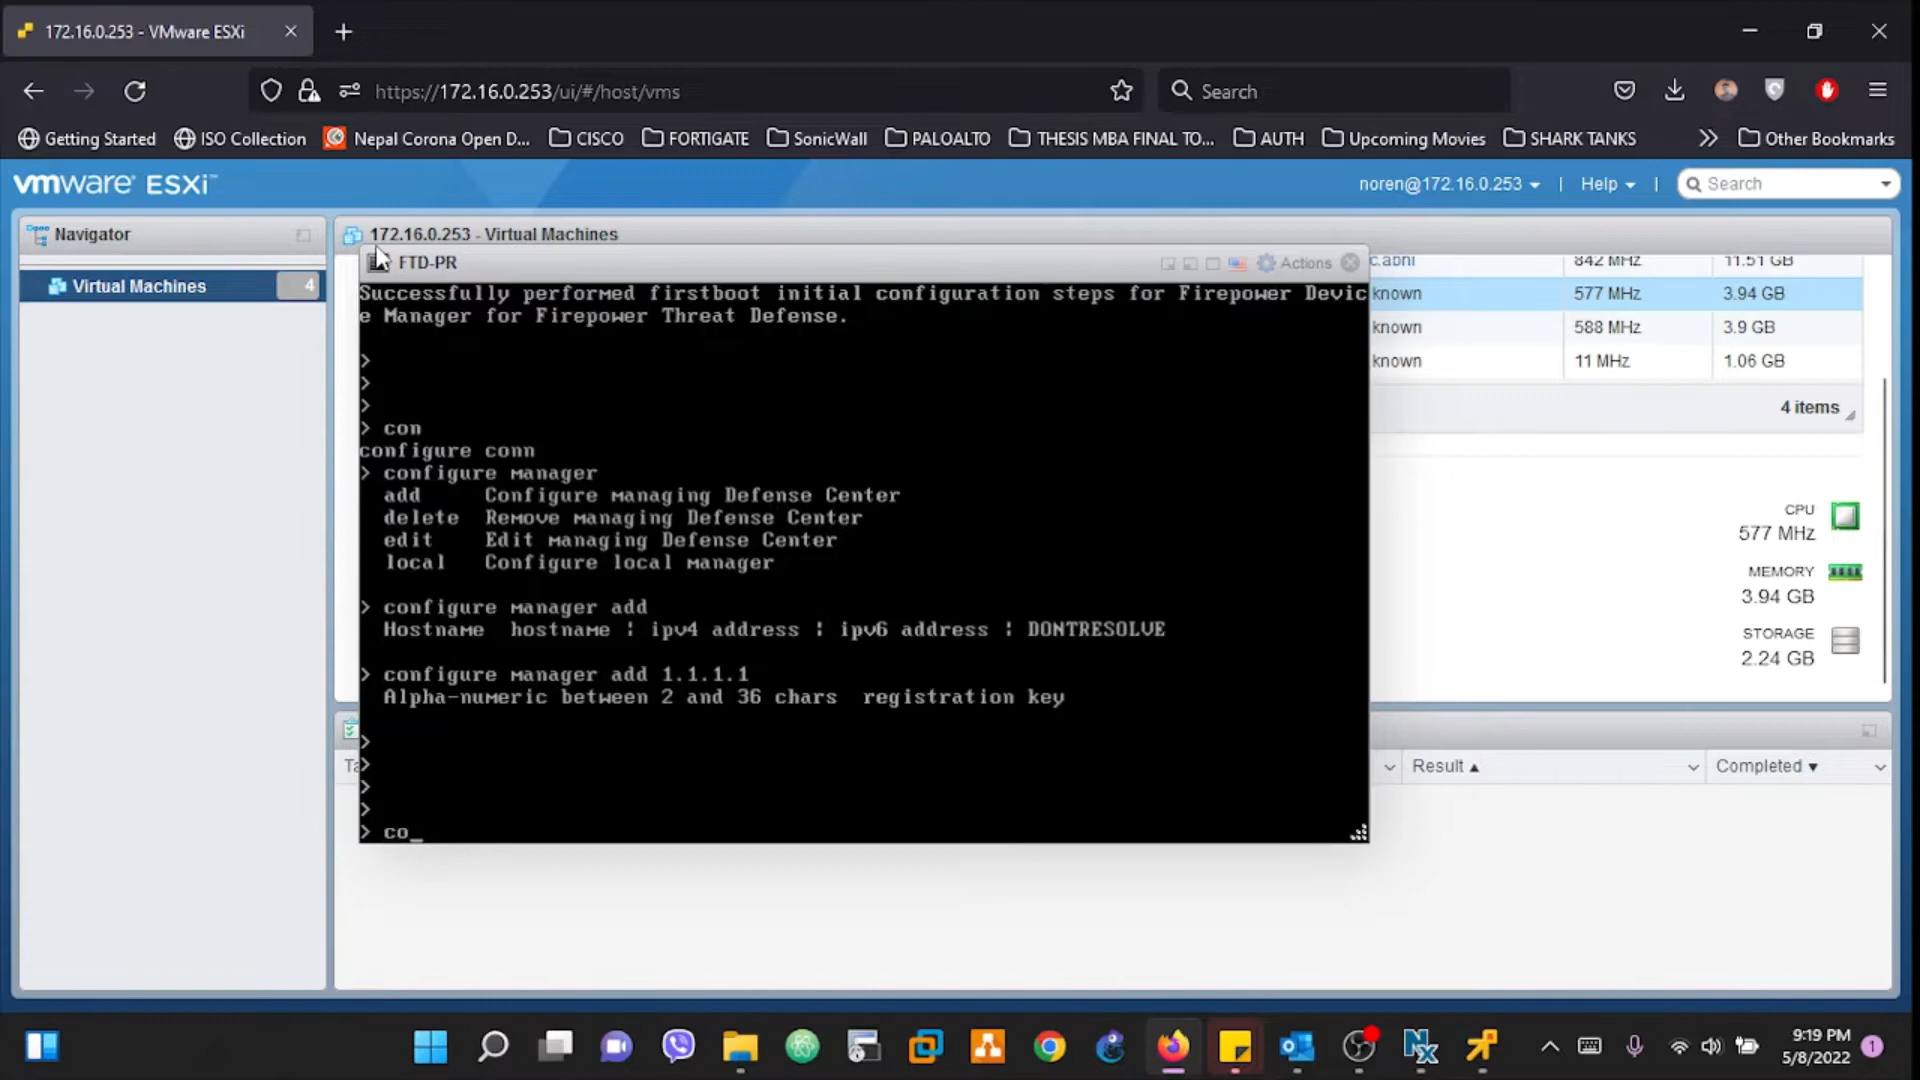 172.16.0.253 - VMware ESXi
https://172.16.0.253/ui/#/host/vms
Search
Getting Started
ISO Collection
Nepal Corona Open D...
CISCO
FORTIGATE
SonicWall
PALOALTO
THESIS MBA FINAL TO...
AUTH
Upcoming Movies
SHARK TANKS
Other Bookmarks
vmware ESXi™
noren@172.16.0.253 | Help |
Search
Navigator
Virtual Machines
4
172.16.0.253 - Virtual Machines
FTD-PR
Actions
842 MHz 11.51 GB
known 577 MHz 3.94 GB
known 588 MHz 3.9 GB
known 11 MHz 1.06 GB
4 items
Successfully performed firstboot initial configuration steps for Firepower Devic
e Manager for Firepower Threat Defense.
>
>
>
> con
configure conn
> configure manager
add Configure managing Defense Center
delete Remove managing Defense Center
edit Edit managing Defense Center
local Configure local manager
> configure manager add
Hostname hostname | ipv4 address | ipv6 address | DONTRESOLVE
> configure manager add 1.1.1.1
Alpha-numeric between 2 and 36 chars registration key
>
>
>
>
> co_
CPU
577 MHz
MEMORY
3.94 GB
STORAGE
2.24 GB
Ta
Result
Completed
9:19 PM
5/8/2022
1